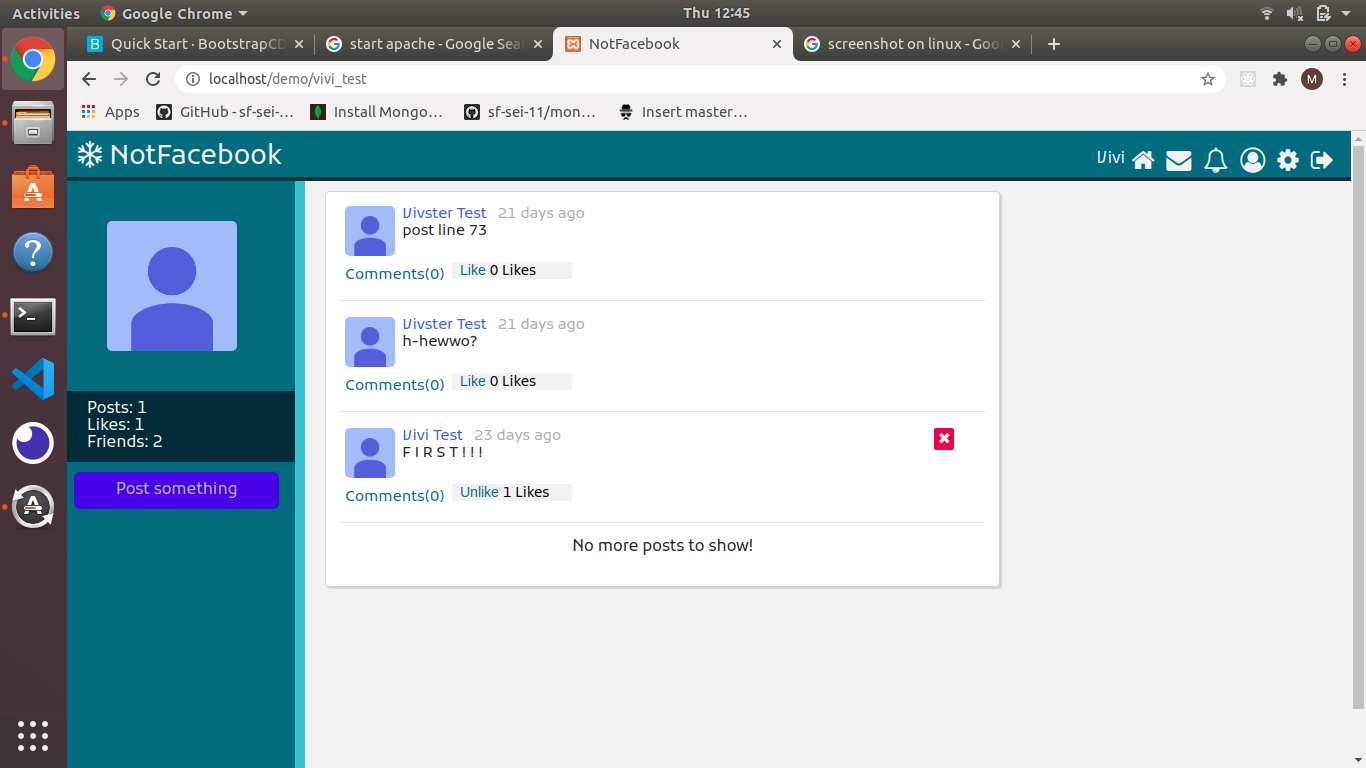 Activities Google Chrome Thu 12:45
Quick Start · BootstrapCD start apache - Google Sea NotFacebook screenshot on linux - Goo
localhost/demo/vivi_test M
Apps GitHub - sf-sei-... Install Mongo... sf-sei-11/mon... Insert master...
NotFacebook Vivi
Vivster Test 21 days ago
post line 73
Comments(0) Like 0 Likes
Vivster Test 21 days ago
h-hewwo?
Comments(0) Like 0 Likes
Posts: 1
Likes: 1
Friends: 2
Post something
Vivi Test 23 days ago
F I R S T ! ! !
Comments(0) Unlike 1 Likes
No more posts to show!